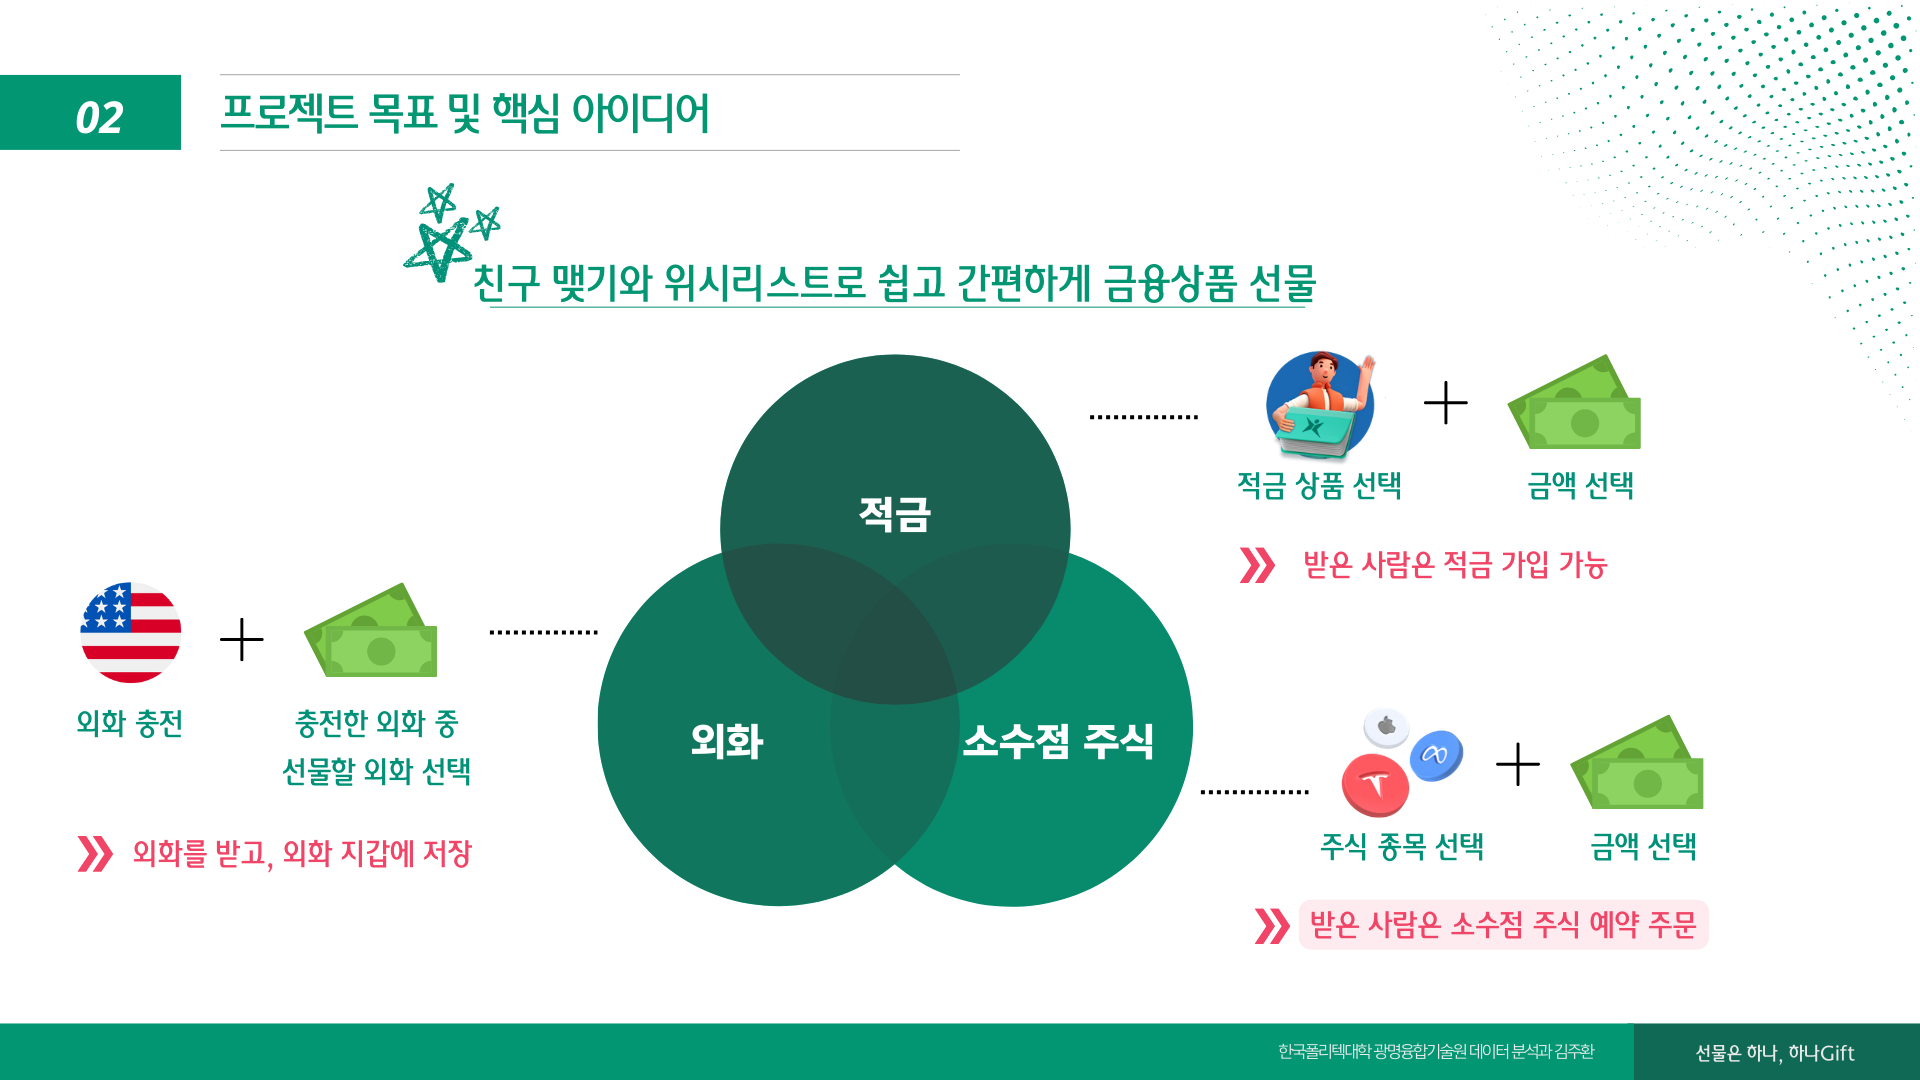 02
프로젝트 목표 및 핵심 아이디어
친구 맺기와 위시리스트로 쉽고 간편하게 금융상품 선물
적금
외화
소수점 주식
적금 상품 선택
금액 선택
받은 사람은 적금 가입 가능
외화 충전
충전한 외화 중
선물할 외화 선택
외화를 받고, 외화 지갑에 저장
주식 종목 선택
금액 선택
받은 사람은 소수점 주식 예약 주문
한국폴리텍대학 광명융합기술원 데이터 분석과 김주환
선물은 하나, 하나Gift